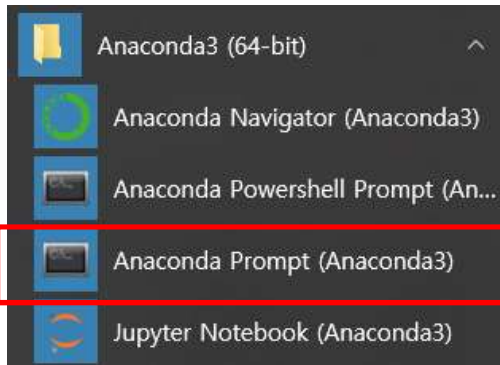 Anaconda3 (64-bit)
Anaconda Navigator (Anaconda3)
Anaconda Powershell Prompt (An...
Anaconda Prompt (Anaconda3)
Jupyter Notebook (Anaconda3)